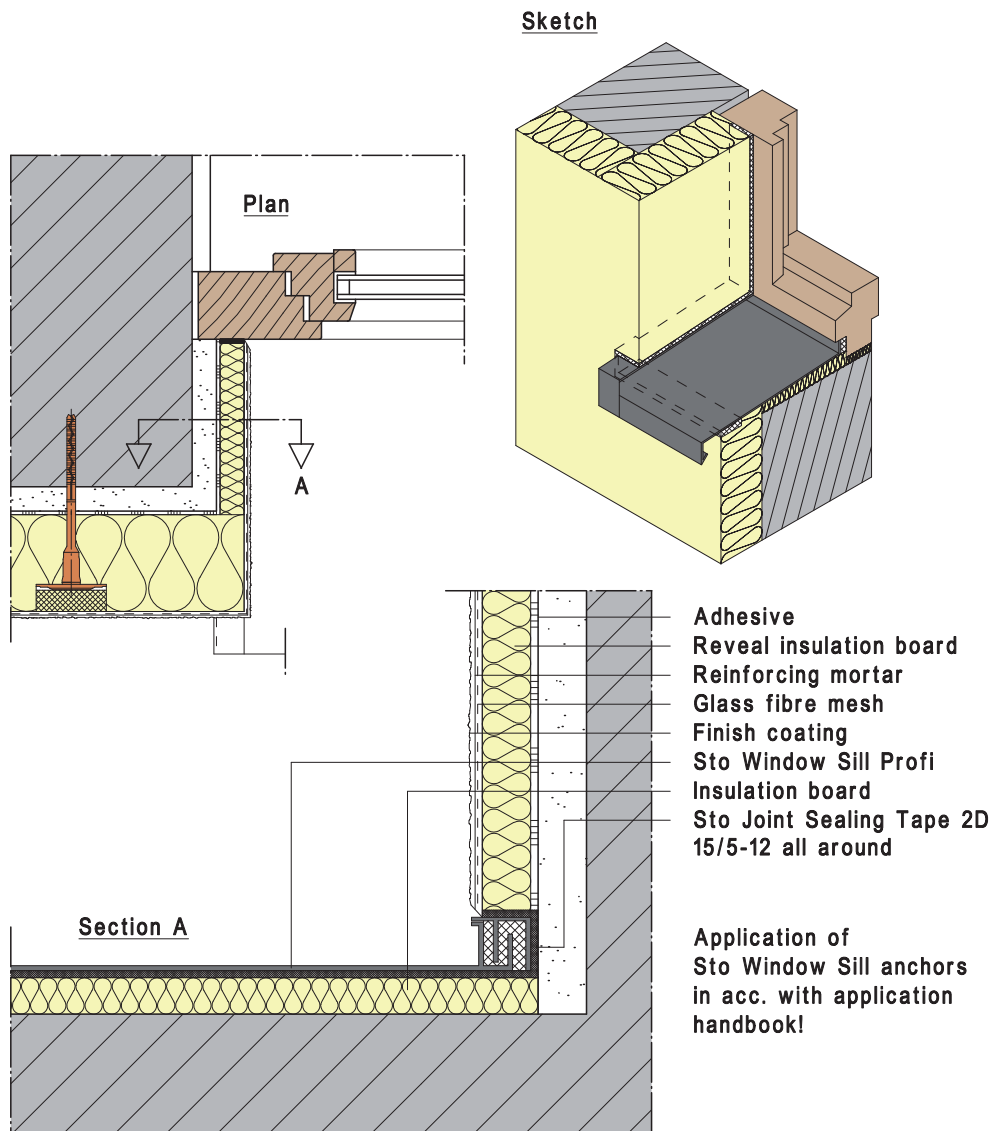 Sketch
Plan
A
Adhesive
Reveal insulation board
Reinforcing mortar
Glass fibre mesh
Finish coating
Sto Window Sill Profi
Insulation board
Sto Joint Sealing Tape 2D
15/5-12 all around
Section A
Application of
Sto Window Sill anchors
in acc. with application
handbook!